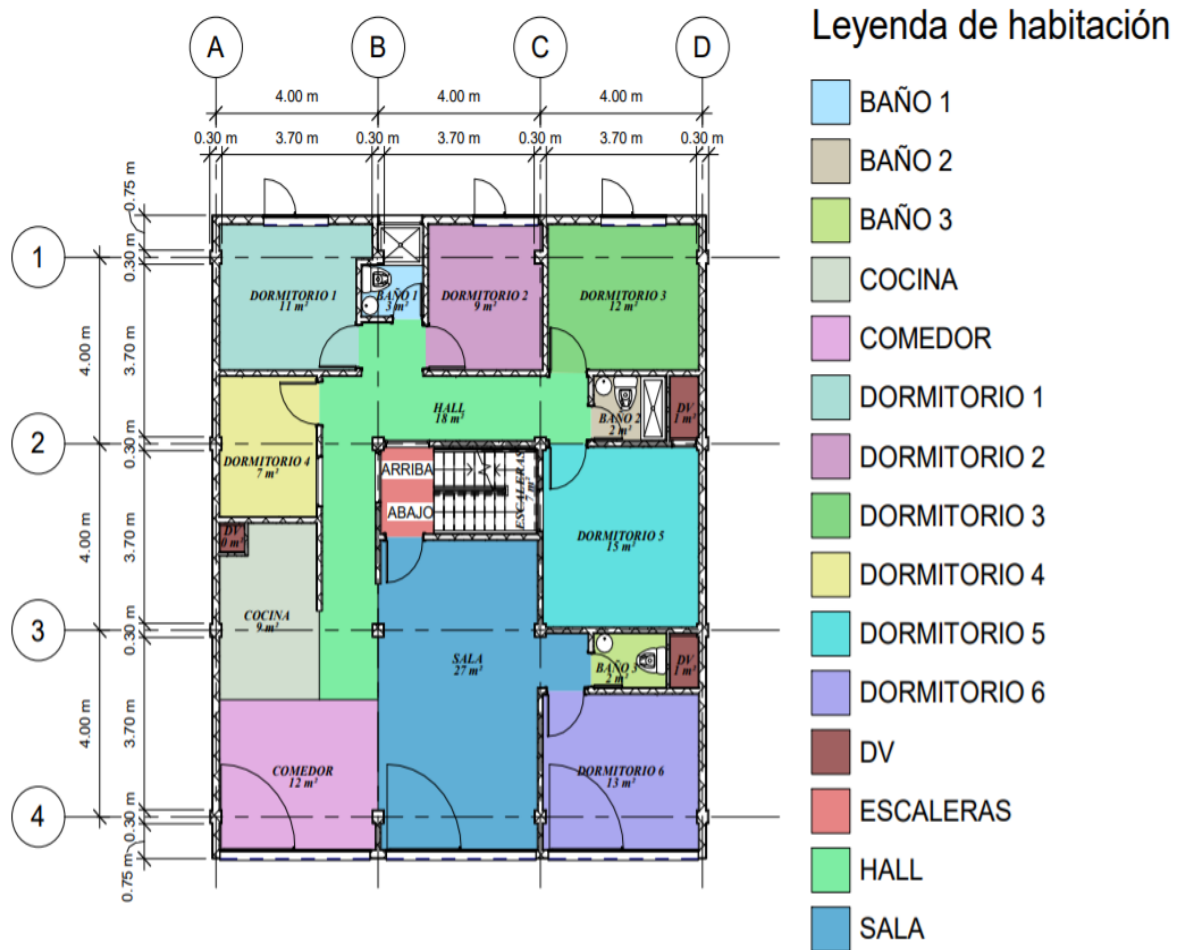 Leyenda de habitación
A
B
C
D
4.00 m
4.00 m
4.00 m
0.30 m
3.70 m
0.30 m
3.70 m
0.30 m
3.70 m
0.30 m
0.75 m
0.30 m
3.70 m
0.30 m
3.70 m
0.30 m
3.70 m
0.30 m
0.75 m
4.00 m
4.00 m
4.00 m
1
2
3
4
DORMITORIO 1
11 m²
BAÑO 1
3 m²
DORMITORIO 2
9 m²
DORMITORIO 3
12 m²
HALL
18 m²
BAÑO 2
2 m²
DV
1 m²
DORMITORIO 4
7 m²
ARRIBA
ABAJO
ESCALERAS
7 m²
DV
0 m²
DORMITORIO 5
15 m²
COCINA
9 m²
SALA
27 m²
BAÑO 3
2 m²
DV
1 m²
COMEDOR
12 m²
DORMITORIO 6
13 m²
BAÑO 1
BAÑO 2
BAÑO 3
COCINA
COMEDOR
DORMITORIO 1
DORMITORIO 2
DORMITORIO 3
DORMITORIO 4
DORMITORIO 5
DORMITORIO 6
DV
ESCALERAS
HALL
SALA